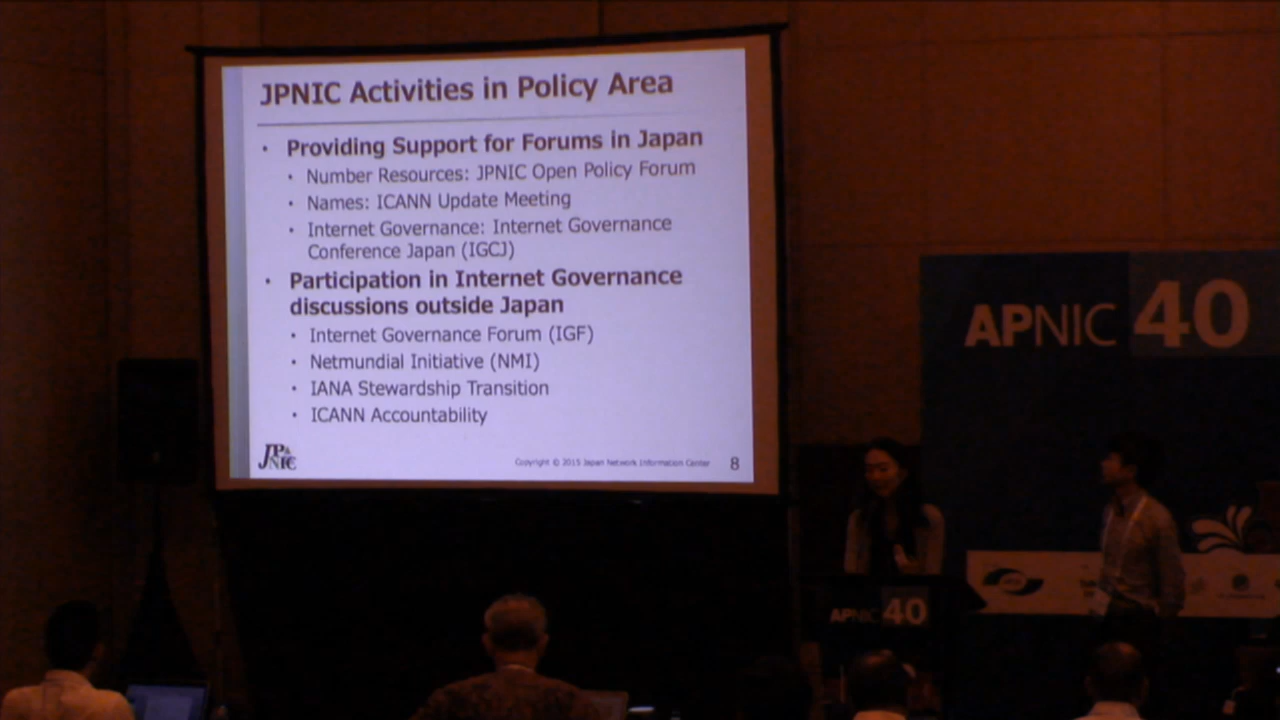 JPNIC Activities in Policy Area
• Providing Support for Forums in Japan
• Number Resources: JPNIC Open Policy Forum
• Names: ICANN Update Meeting
• Internet Governance: Internet Governance
Conference Japan (IGCJ)
• Participation in Internet Governance
discussions outside Japan
• Internet Governance Forum (IGF)
• Netmundial Initiative (NMI)
• IANA Stewardship Transition
• ICANN Accountability
JP&
NIC
Copyright © 2015 Japan Network Information Center
8
APNIC 40
APNIC 40